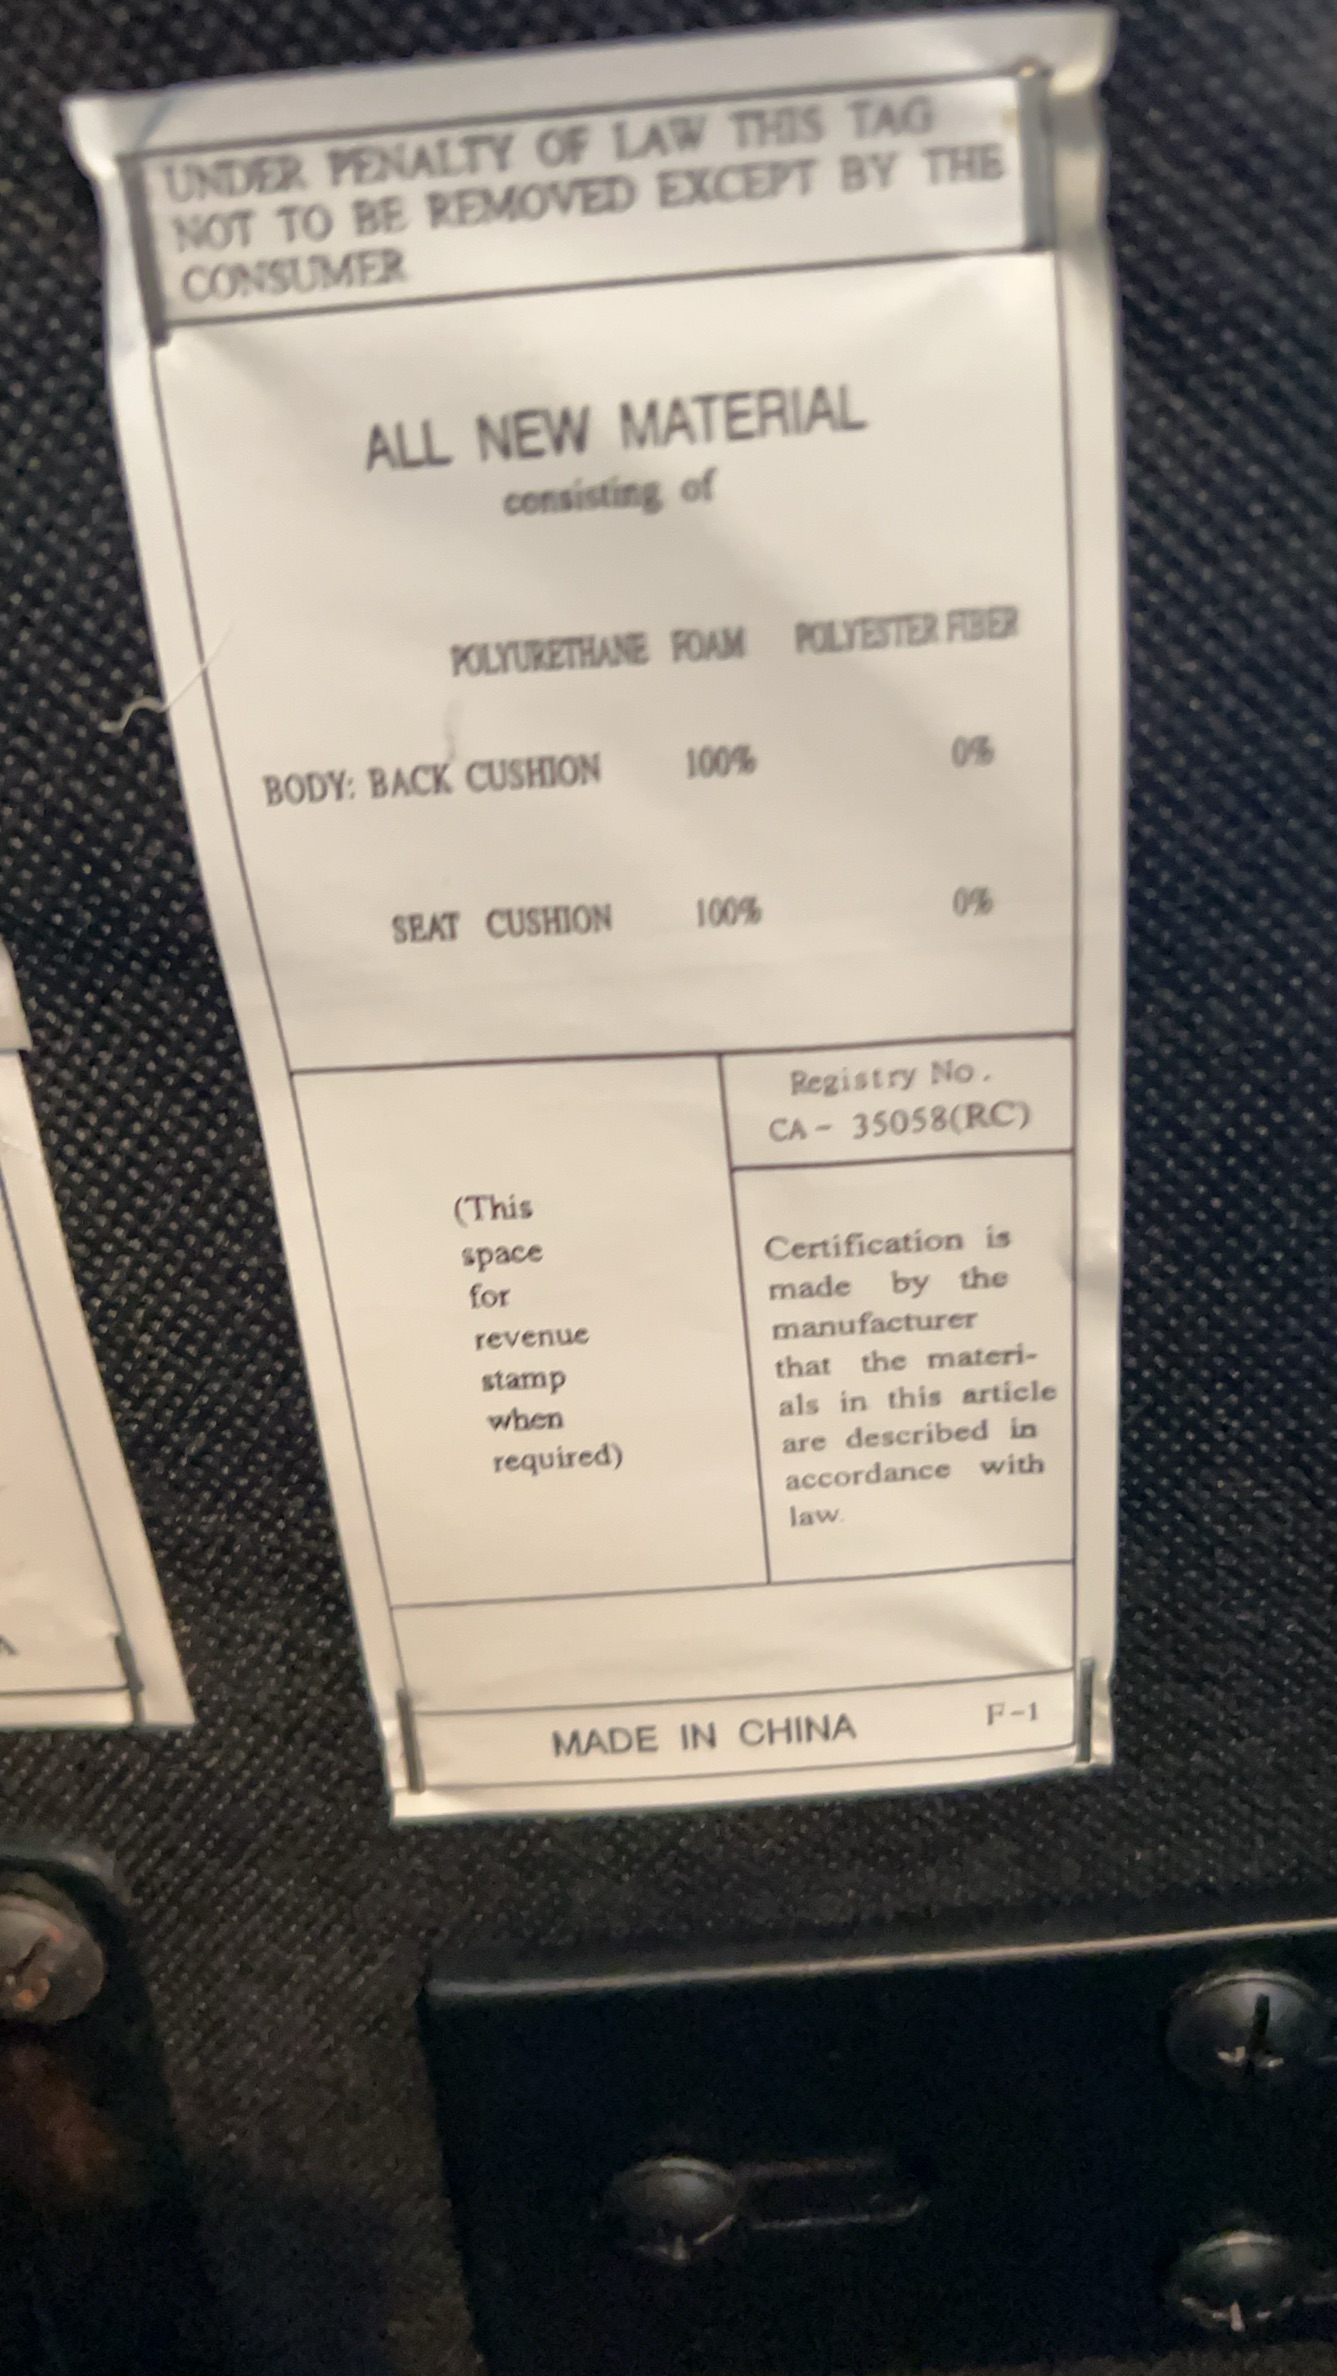 UNDER PENALTY OF LAW THIS TAG
NOT TO BE REMOVED EXCEPT BY THE
CONSUMER
ALL NEW MATERIAL
consisting of
POLYURETHANE FOAM POLYESTER FIBER
BODY: BACK CUSHION 100% 0%
SEAT CUSHION 100% 0%
Registry No.
CA- 35058(RC)
(This
space
for
revenue
stamp
when
required)
Certification is
made by the
manufacturer
that the materi-
als in this article
are described in
accordance with
law.
MADE IN CHINA F-1